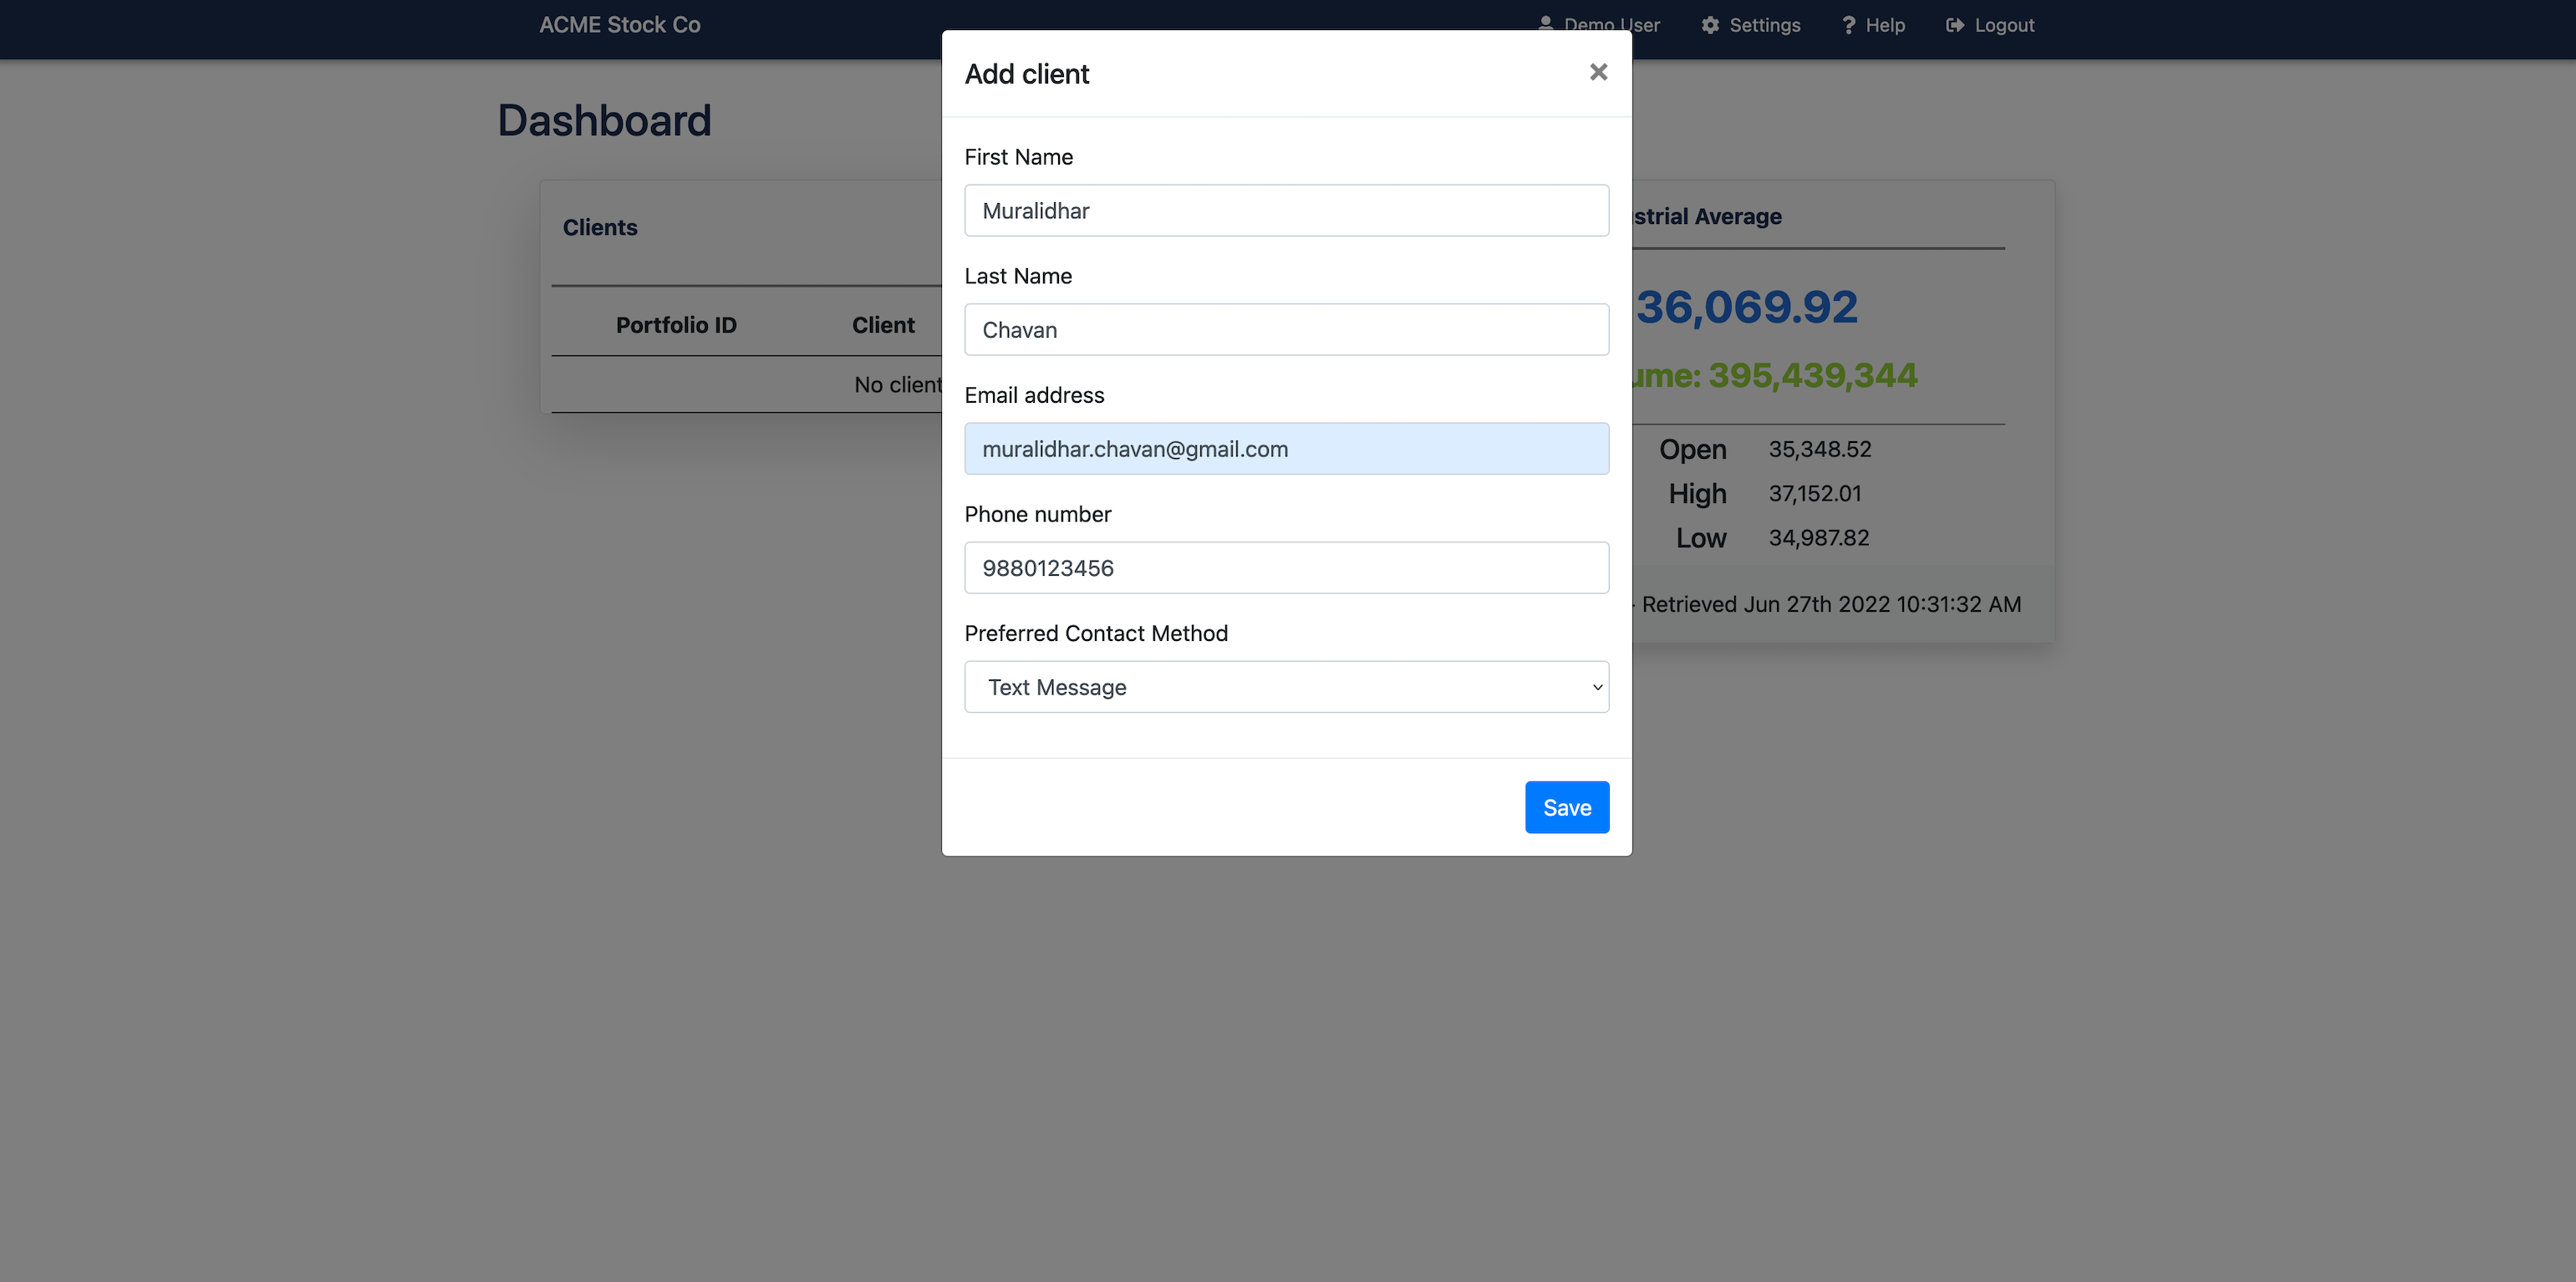 ACME Stock Co
Demo User
Settings
Help
Logout
Dashboard
Clients
Portfolio ID
Client
No client
Add client
First Name
Muralidhar
Last Name
Chavan
Email address
muralidhar.chavan@gmail.com
Phone number
9880123456
Preferred Contact Method
Text Message
Save
strial Average
36,069.92
ume: 395,439,344
Open 35,348.52
High 37,152.01
Low 34,987.82
Retrieved Jun 27th 2022 10:31:32 AM